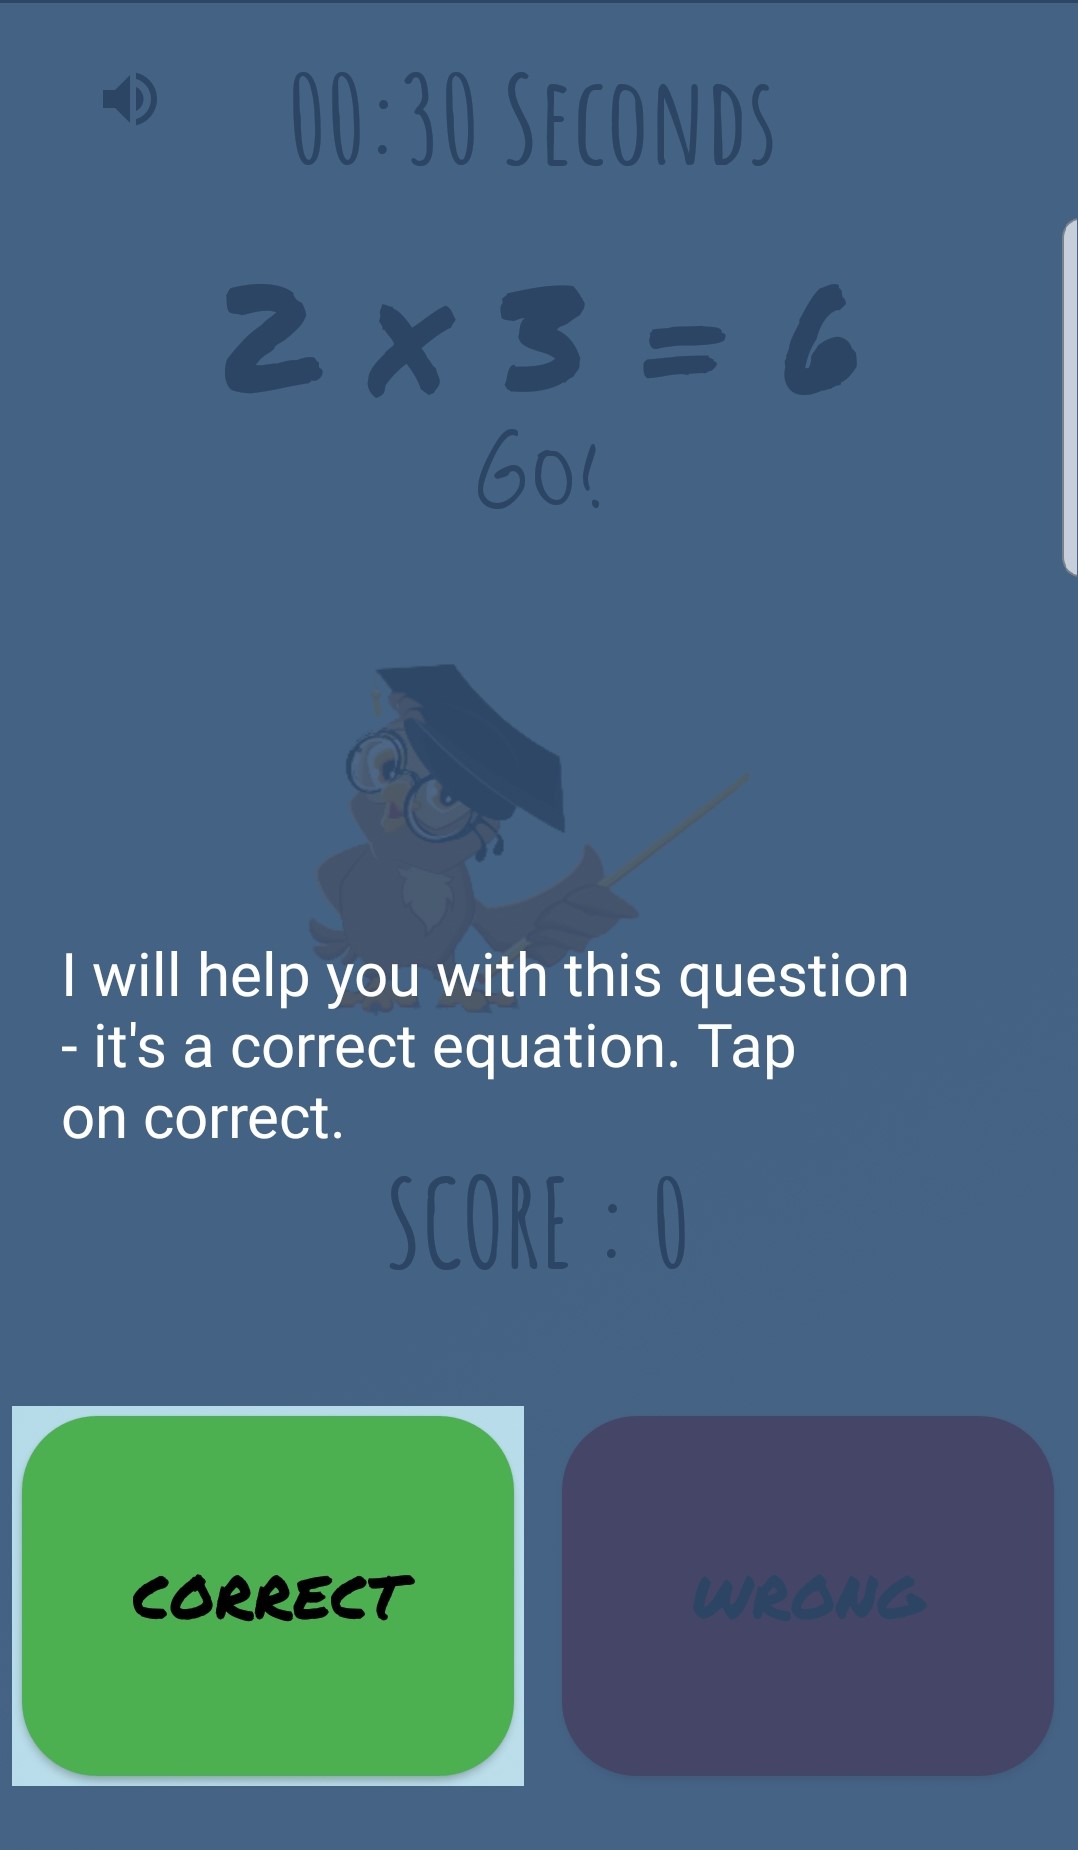 00:30 Seconds
2 x 3 = 6
Go!
I will help you with this question
- it's a correct equation. Tap
on correct.
SCORE : 0
CORRECT
WRONG